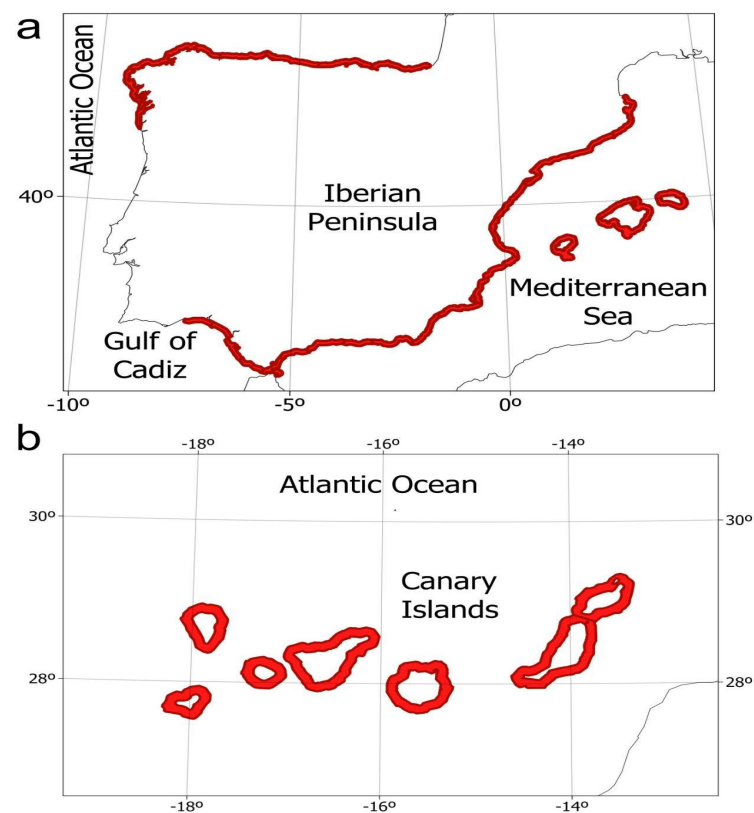 a
Atlantic Ocean
40º
Iberian
Peninsula
Mediterranean
Sea
Gulf of
Cadiz
-10º
-5º
0º
b
-18º
-16º
-14º
Atlantic Ocean
30º
30º
Canary
Islands
28º
28º
-18º
-16º
-14º